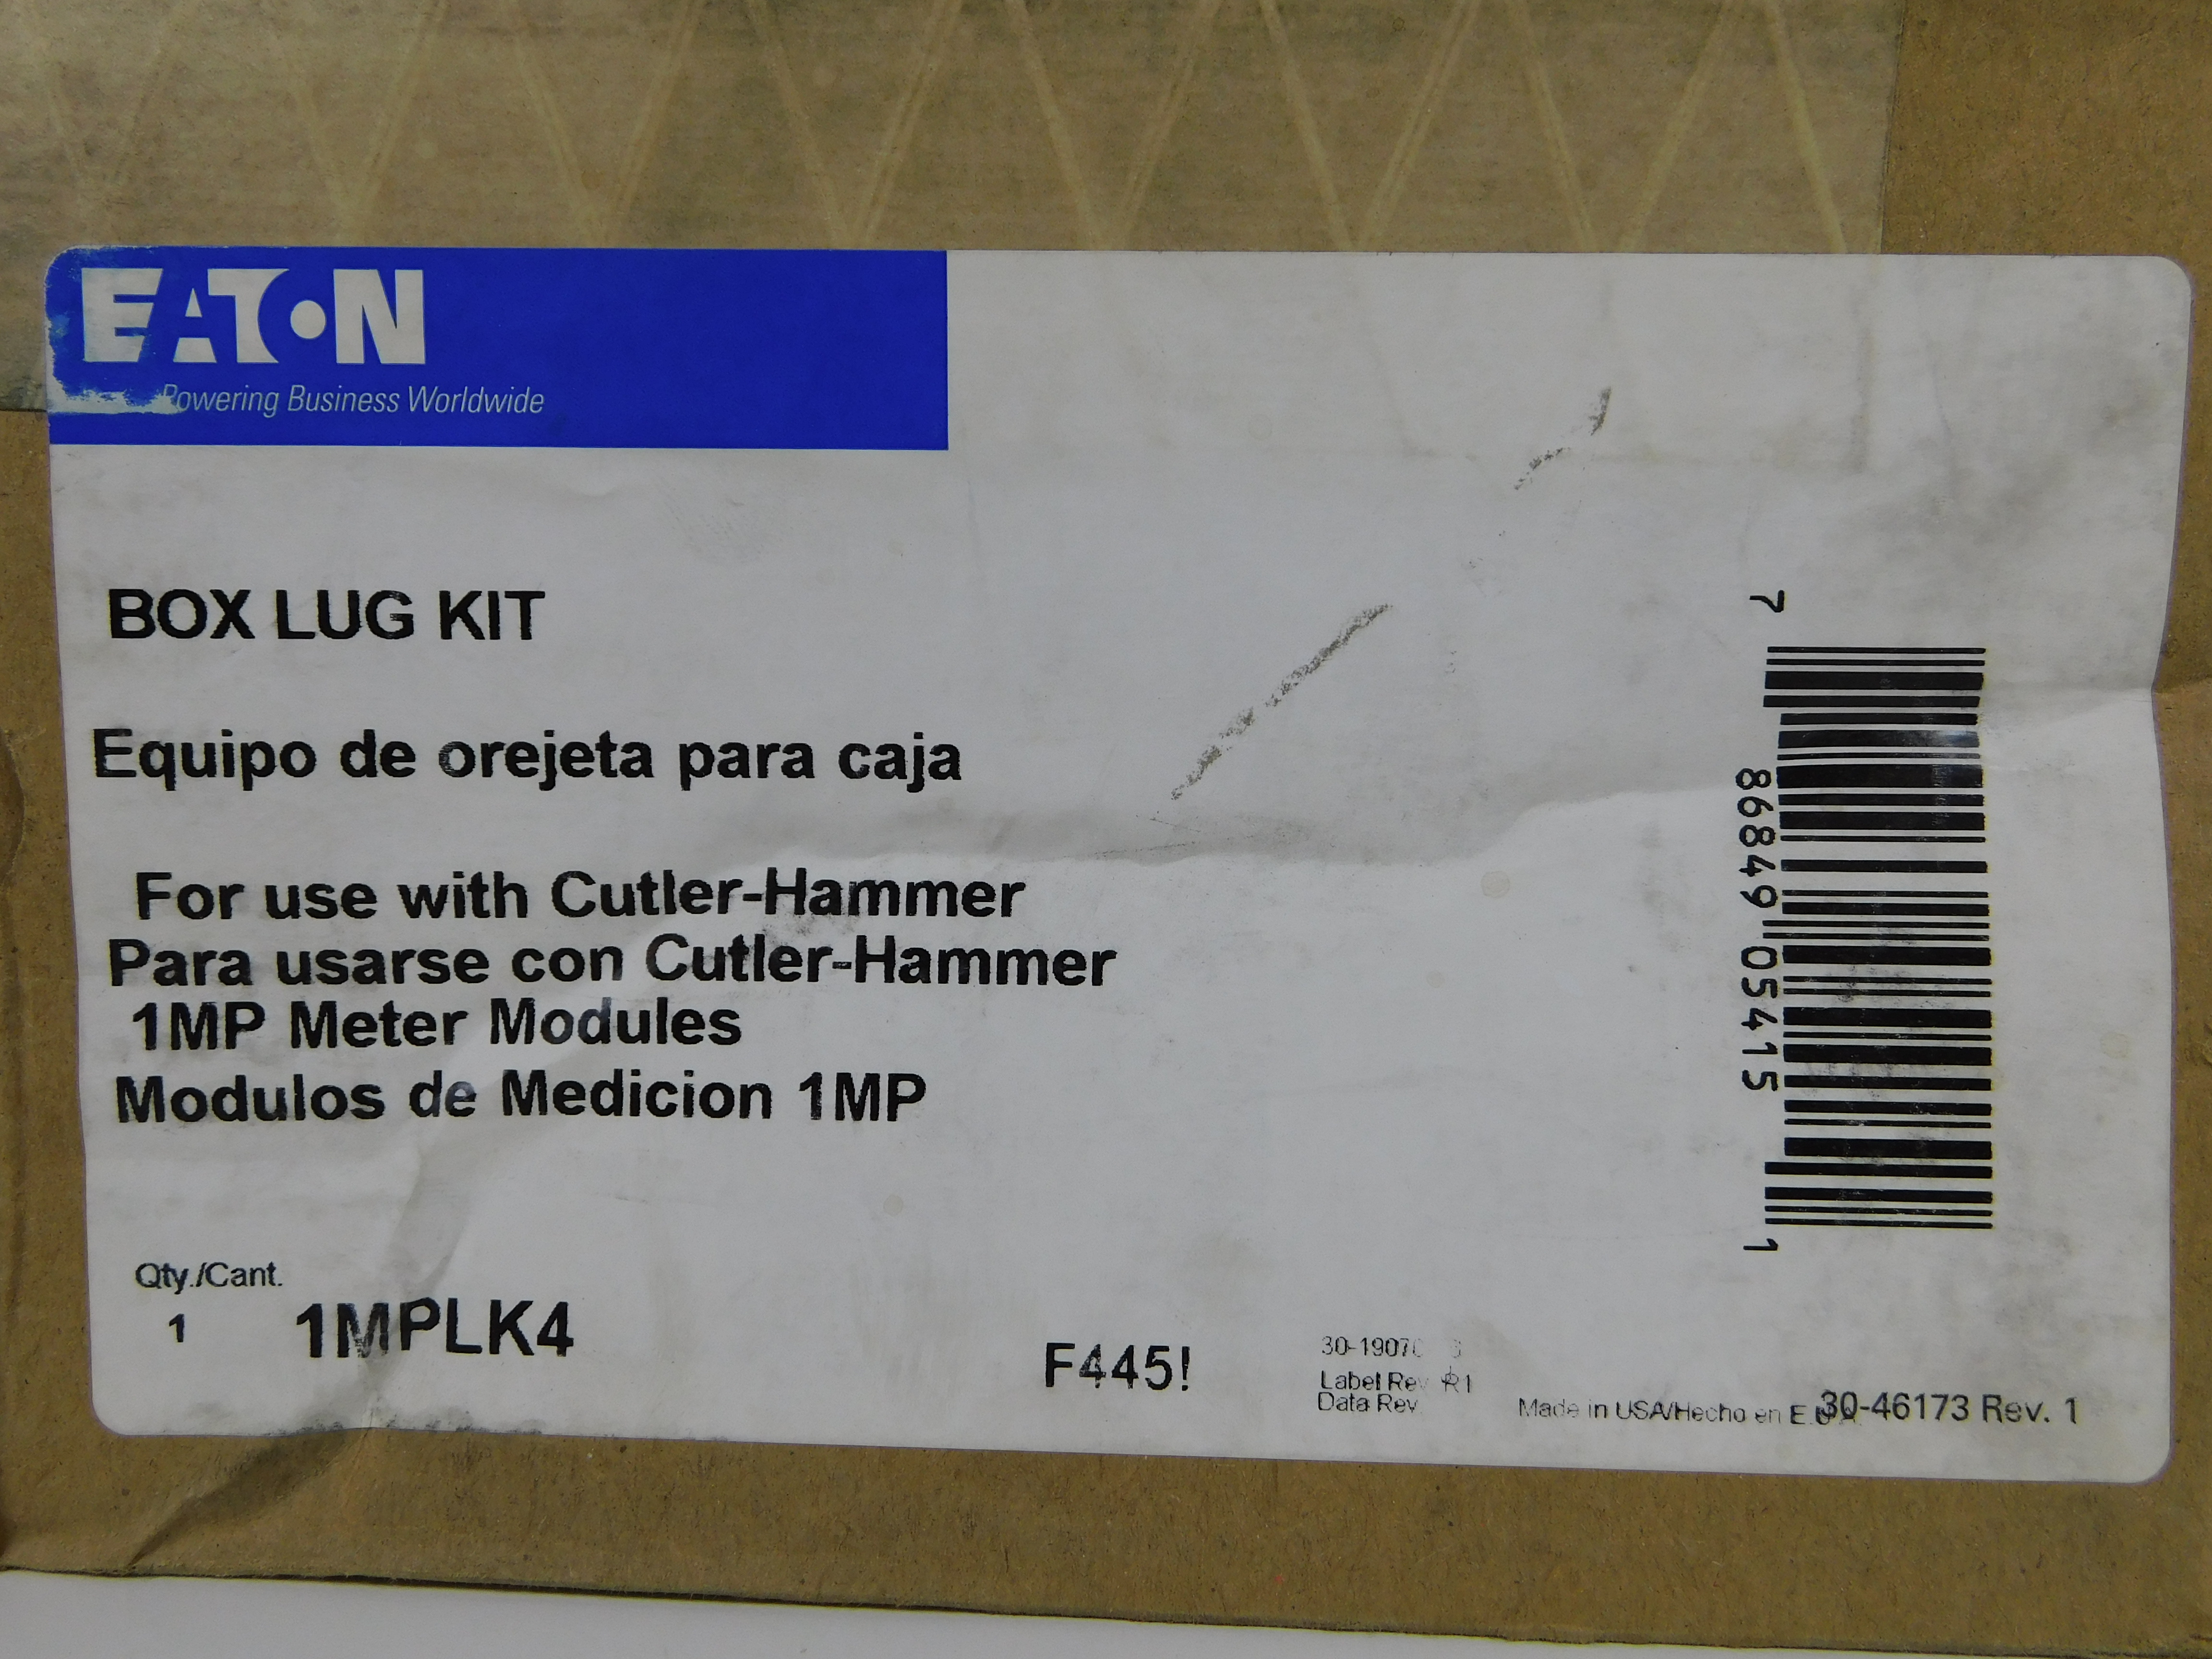 EATON
Powering Business Worldwide
BOX LUG KIT
Equipo de orejeta para caja
For use with Cutler-Hammer
Para usarse con Cutler-Hammer
1MP Meter Modules
Modulos de Medicion 1MP
7 86849 05415 1
Qty./Cant.
1 1MPLK4
F445!
Label Rev R1
Data Rev
Made in USA/Hecho en
30-46173 Rev. 1